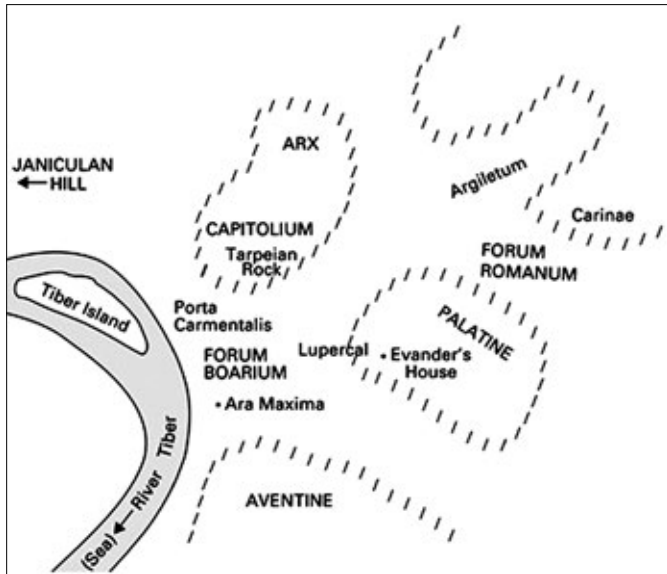 ARX
JANICULAN
HILL
Argiletum
CAPITOLIUM
Tarpeian
Rock
Carinae
FORUM
ROMANUM
Tiber Island
Porta
Carmentalis
PALATINE
FORUM
BOARIUM
Lupercal
Evander's
House
Ara Maxima
River Tiber
(Sea)
AVENTINE